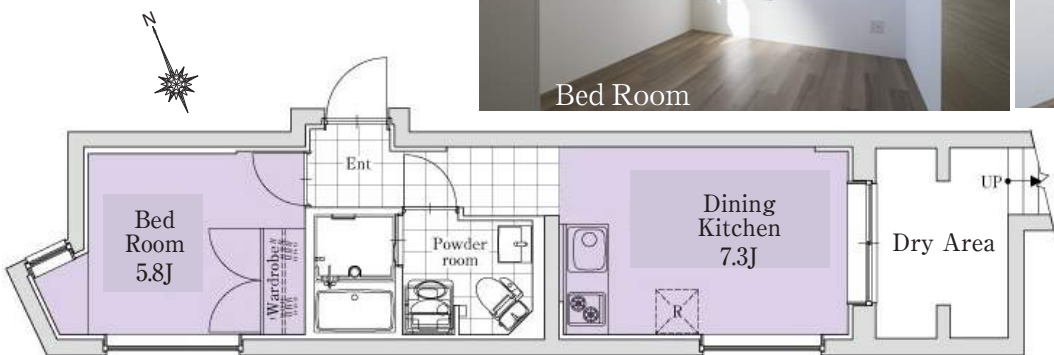 N
Bed Room
Ent
UP
Bed
Room
5.8J
Wardrobe
Powder
room
Dining
Kitchen
7.3J
Dry Area
R